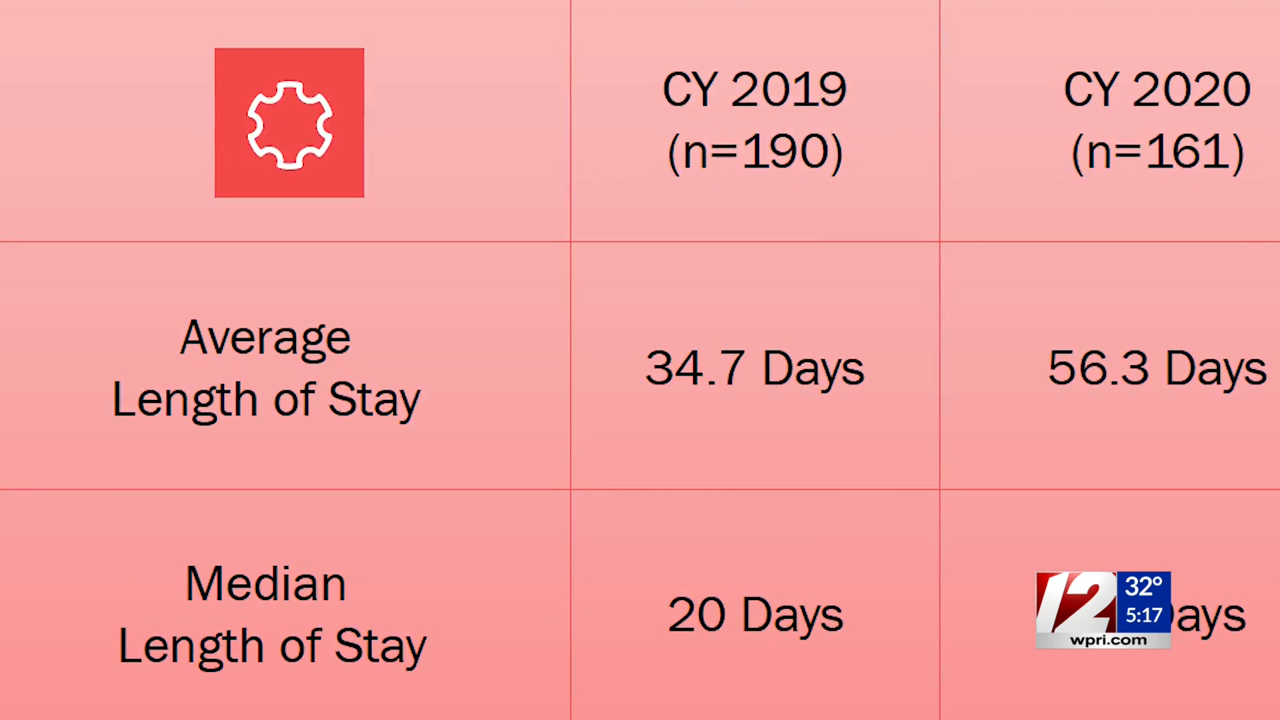 CY 2019
(n=190)
CY 2020
(n=161)
Average
Length of Stay
34.7 Days
56.3 Days
Median
Length of Stay
20 Days
12
32°
5:17
wpri.com